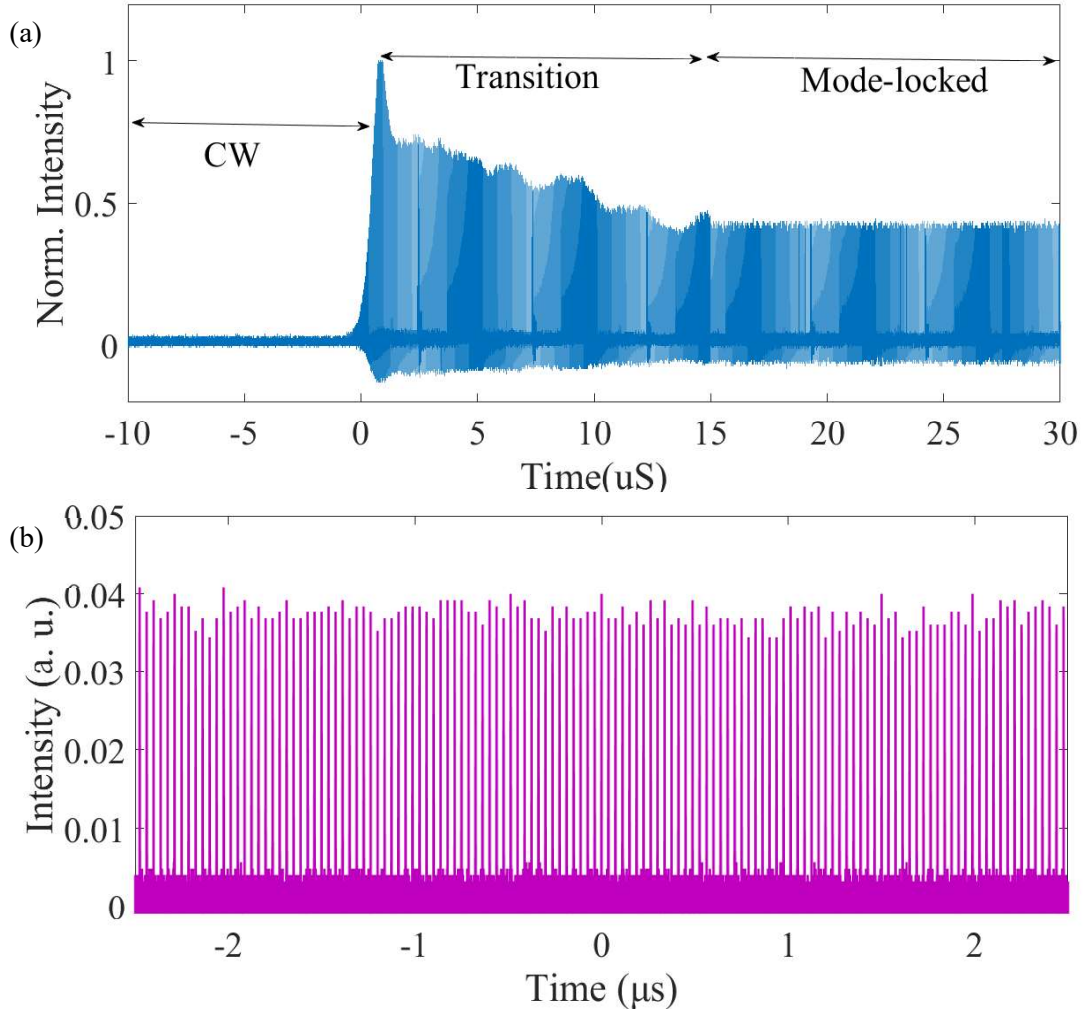 (a)
1
Transition
Mode-locked
CW
Norm. Intensity
0.5
0
-10 -5 0 5 10 15 20 25 30
Time(uS)
(b)
0.05
0.04
0.03
0.02
0.01
0
Intensity (a. u.)
-2 -1 0 1 2
Time (μs)